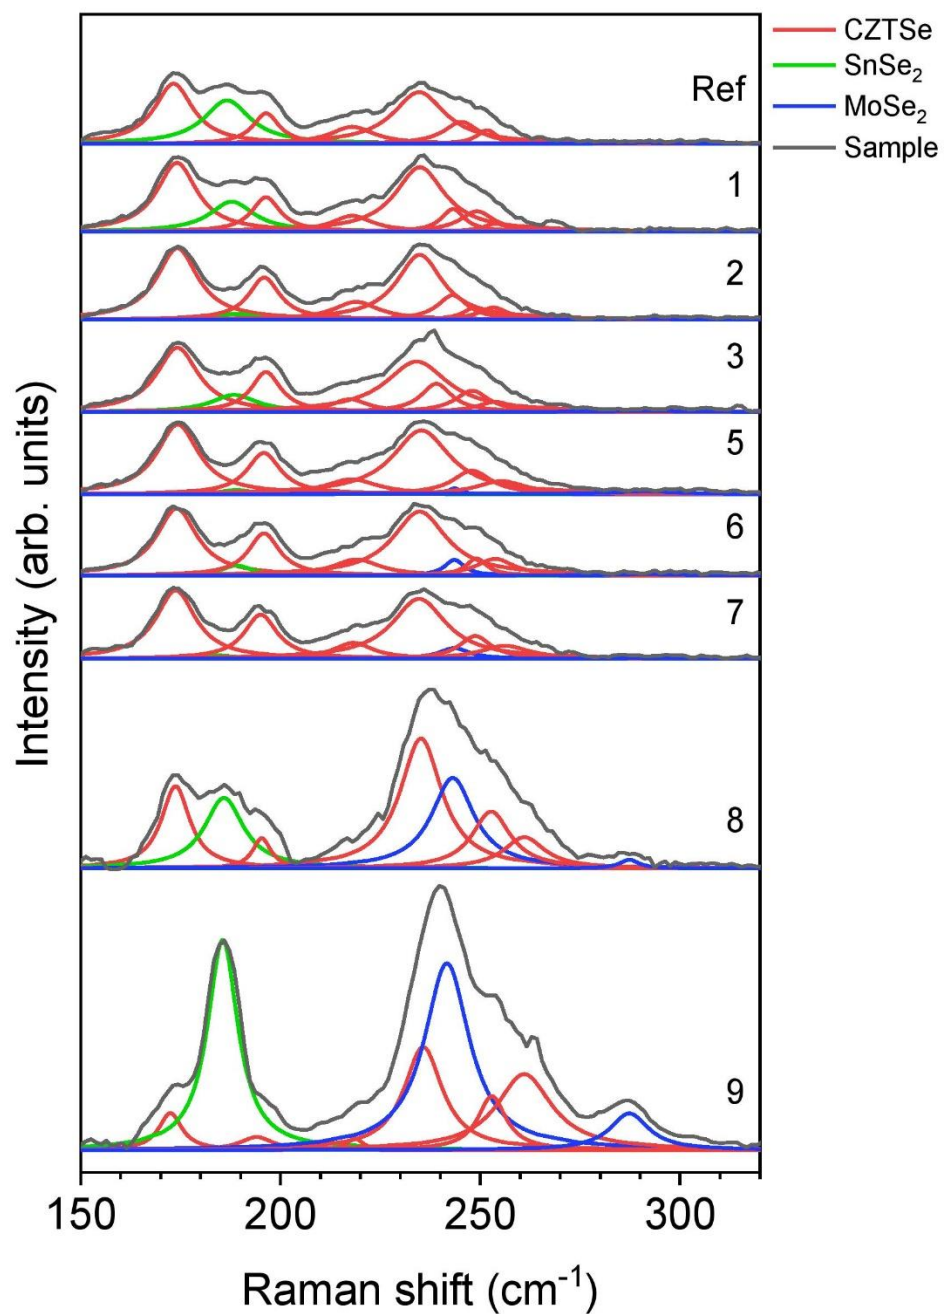 CZTSe
SnSe₂
MoSe₂
Sample
Ref
1
2
3
5
6
7
8
9
Intensity (arb. units)
150 200 250 300
Raman shift (cm⁻¹)